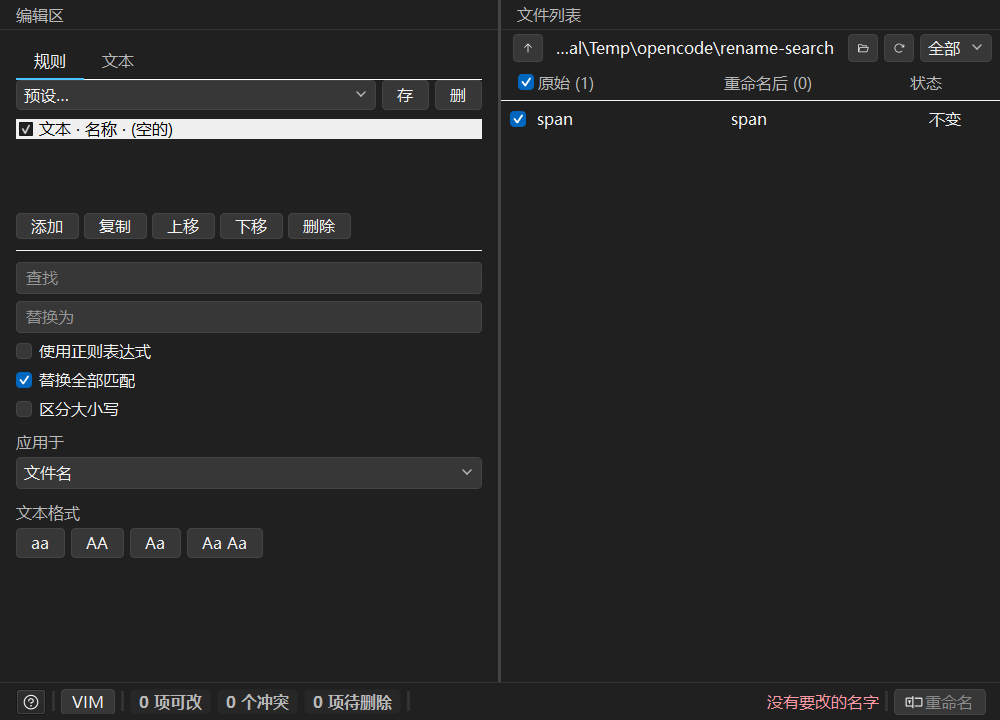 编辑区
规则 文本
预设... 存 删
文本 · 名称 · (空的)
添加 复制 上移 下移 删除
查找
替换为
使用正则表达式
替换全部匹配
区分大小写
应用于
文件名
文本格式
aa AA Aa Aa Aa
文件列表
...al\Temp\opencode\rename-search 全部
原始 (1) 重命名后 (0) 状态
span span 不变
VIM 0 项可改 0 个冲突 0 项待删除 没有要改的名字 重命名